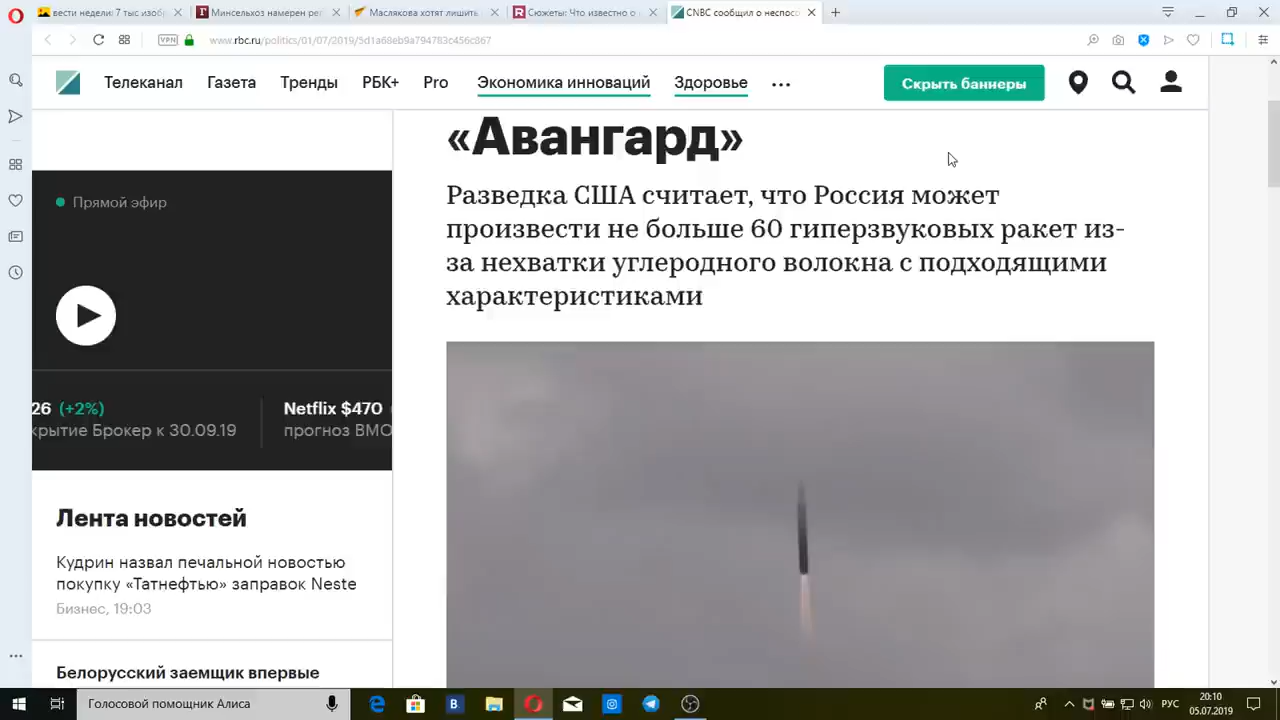 вести недели: 7 тыс изобр
Минсельхоз намерен рег
Маслякова хотят лишить
Сюжеты: Что известно о
CNBC сообщил о неспосо
VPN
www.rbc.ru/politics/01/07/2019/5d1a68eb9a794783c456c867
Телеканал Газета Тренды РБК+ Pro Экономика инноваций Здоровье ... Скрыть баннеры
«Авангард»
Разведка США считает, что Россия может
произвести не больше 60 гиперзвуковых ракет из-
за нехватки углеродного волокна с подходящими
характеристиками
Прямой эфир
26 (+2%)
крытие Брокер к 30.09.19
Netflix $470
прогноз BMO
Лента новостей
Кудрин назвал печальной новостью
покупку «Татнефтью» заправок Neste
Бизнес, 19:03
Белорусский заемщик впервые
Голосовой помощник Алиса
РУС
20:10
05.07.2019